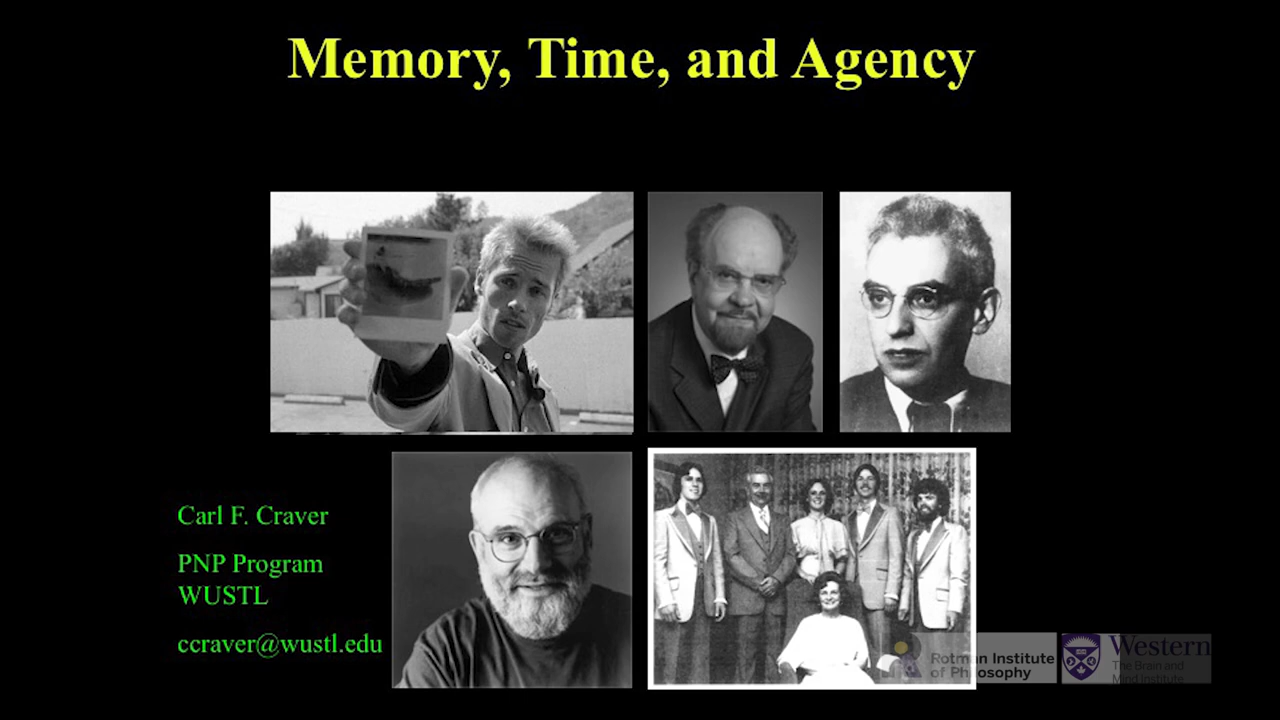 Memory, Time, and Agency
Carl F. Craver
PNP Program
WUSTL
ccraver@wustl.edu
Rotman Institute
of Philosophy
Western
The Brain and
Mind Institute